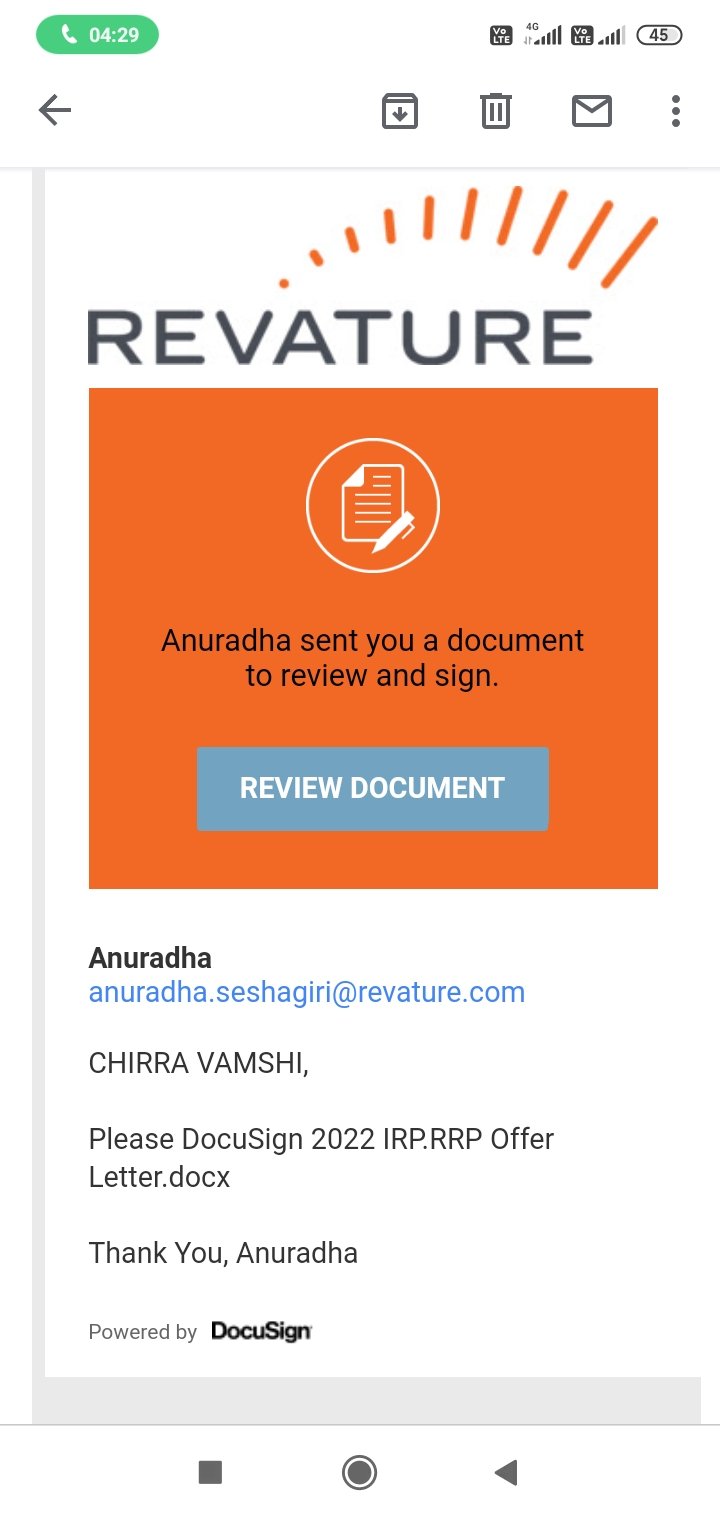 04:29
Vo LTE
4G
Vo LTE
45
REVATURE
Anuradha sent you a document
to review and sign.
REVIEW DOCUMENT
Anuradha
anuradha.seshagiri@revature.com
CHIRRA VAMSHI,
Please DocuSign 2022 IRP.RRP Offer
Letter.docx
Thank You, Anuradha
Powered by DocuSign